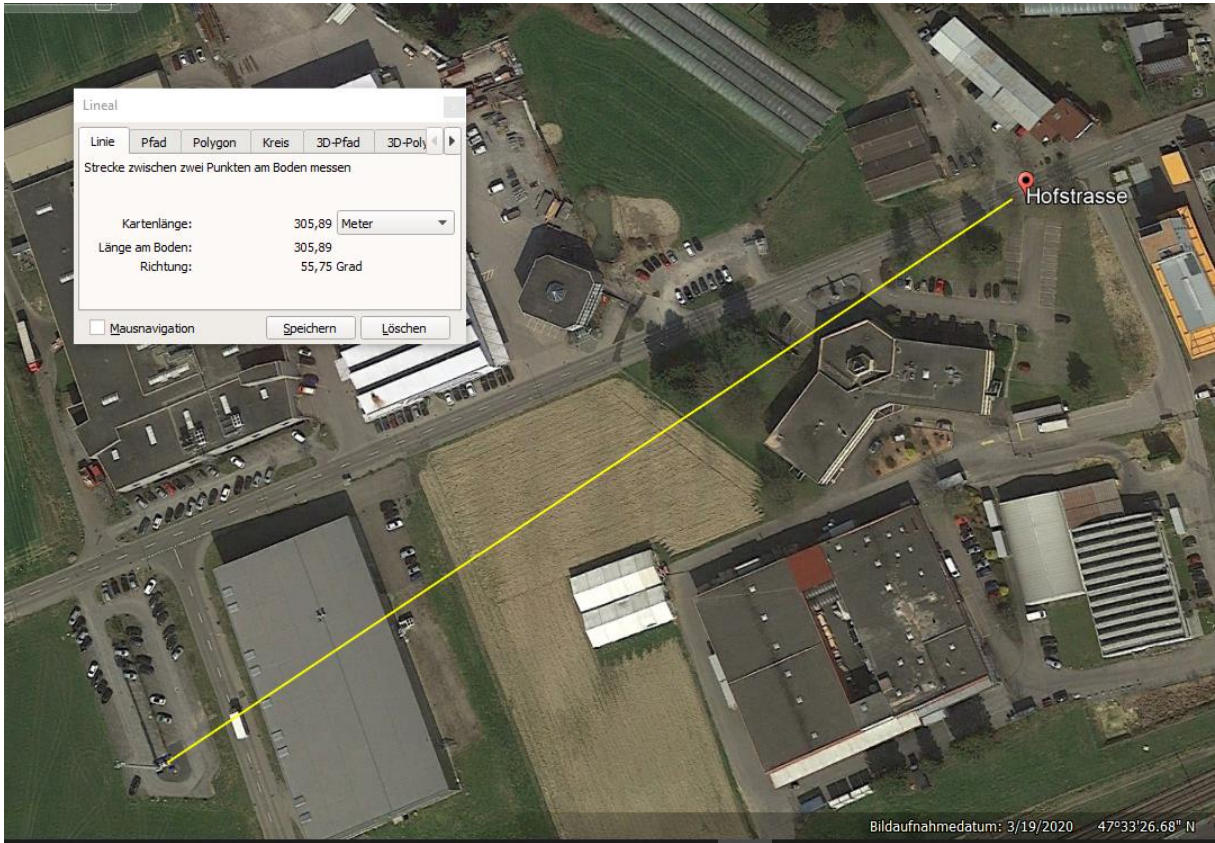 Lineal
Linie Pfad Polygon Kreis 3D-Pfad 3D-Poly
Strecke zwischen zwei Punkten am Boden messen
Kartenlänge: 305,89 Meter
Länge am Boden: 305,89
Richtung: 55,75 Grad
Mausnavigation Speichern Löschen
Hofstrasse
Bildaufnahmedatum: 3/19/2020 47°33'26.68" N